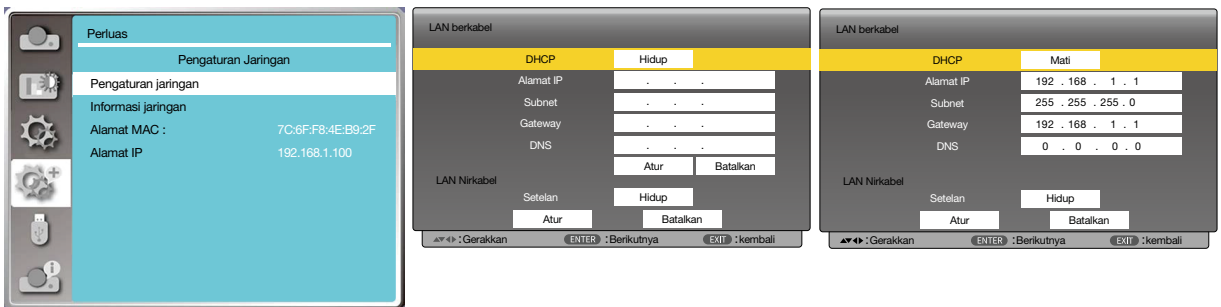 Perluas
Pengaturan Jaringan
Pengaturan jaringan
Informasi jaringan
Alamat MAC : 7C:6F:F8:4E:B9:2F
Alamat IP 192.168.1.100
LAN berkabel
DHCP Hidup
Alamat IP . . .
Subnet . . .
Gateway . . .
DNS . . .
Atur Batalkan
LAN Nirkabel
Setelan Hidup
Atur Batalkan
▲▼◀▶:Gerakkan ENTER :Berikutnya EXIT :kembali
LAN berkabel
DHCP Mati
Alamat IP 192 . 168 . 1 . 1
Subnet 255 . 255 . 255 . 0
Gateway 192 . 168 . 1 . 1
DNS 0 . 0 . 0 . 0
LAN Nirkabel
Setelan Hidup
Atur Batalkan
▲▼◀▶:Gerakkan ENTER :Berikutnya EXIT :kembali